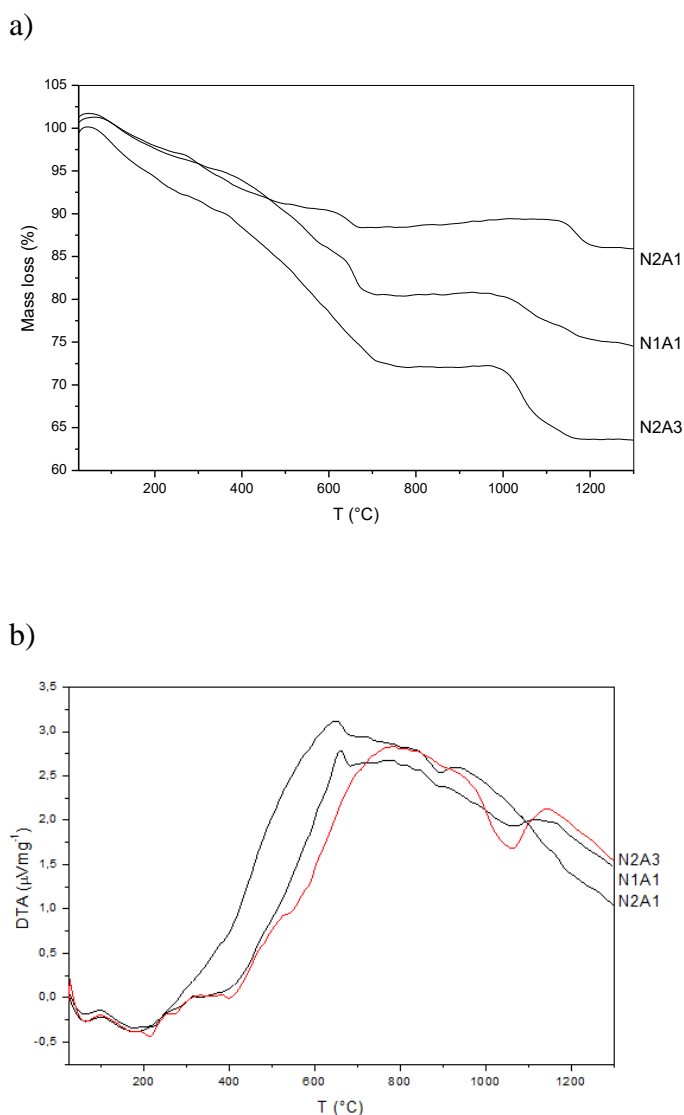 a)
105
100
95
90
85
80
75
70
65
60
Mass loss (%)
N2A1
N1A1
N2A3
200 400 600 800 1000 1200
T (°C)
b)
3,5
3,0
2,5
2,0
1,5
1,0
0,5
0,0
-0,5
DTA (μVmg-1)
N2A3
N1A1
N2A1
200 400 600 800 1000 1200
T (°C)